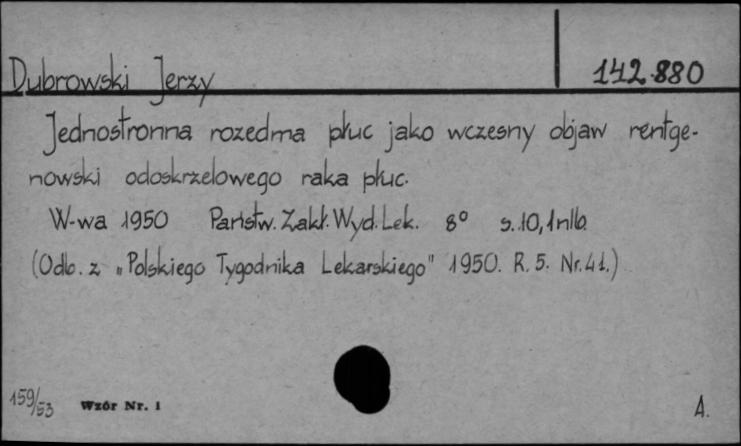 Dubrowski Jerzy 142.880
Jednostronna rozedma płuc jako wczesny objaw rentge-
nowski odoskrzelowego raka płuc.
W-wa 1950 Państw. Zakł. Wyd. Lek. 8° s. 10, 1 nlb.
(Odb. z „Polskiego Tygodnika Lekarskiego" 1950. R. 5. Nr. 41.)
159/53 Wzór Nr. 1 A.